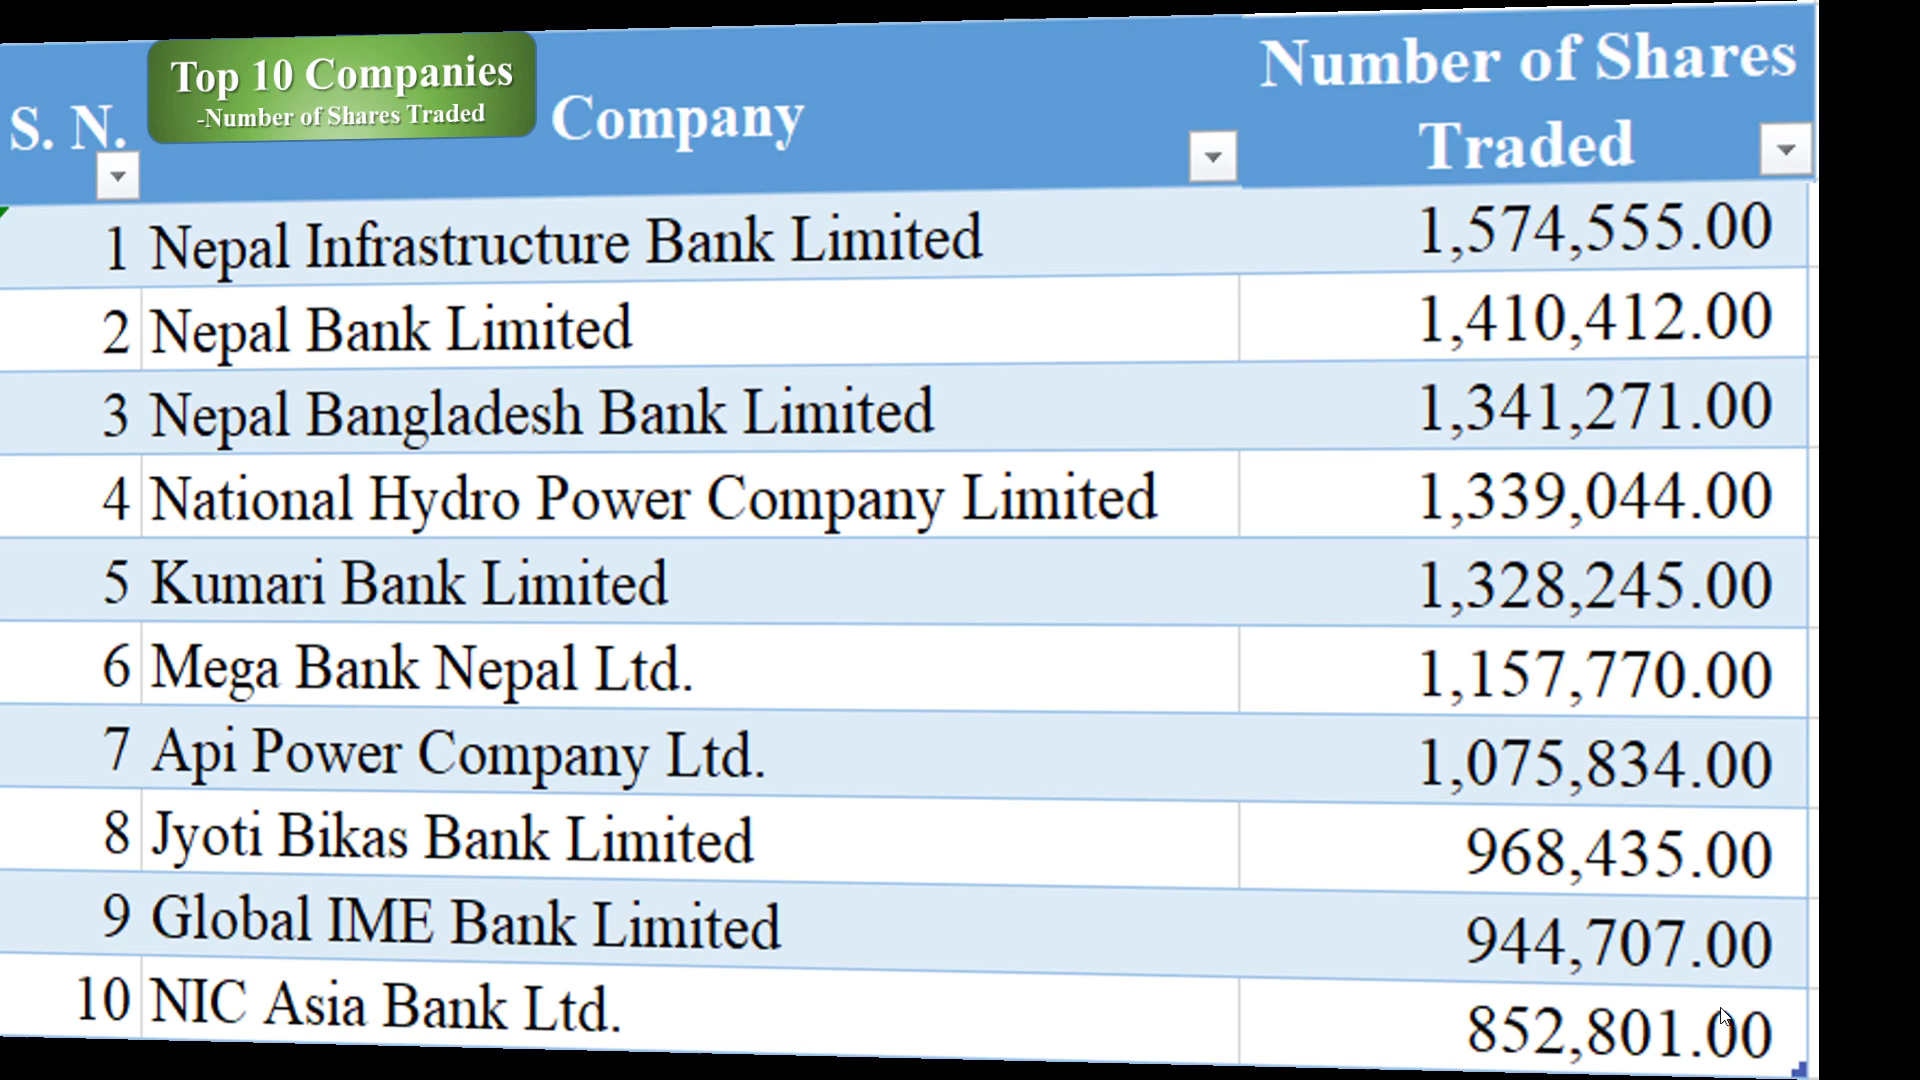 Top 10 Companies
-Number of Shares Traded
S. N. Company Number of Shares
Traded
1 Nepal Infrastructure Bank Limited 1,574,555.00
2 Nepal Bank Limited 1,410,412.00
3 Nepal Bangladesh Bank Limited 1,341,271.00
4 National Hydro Power Company Limited 1,339,044.00
5 Kumari Bank Limited 1,328,245.00
6 Mega Bank Nepal Ltd. 1,157,770.00
7 Api Power Company Ltd. 1,075,834.00
8 Jyoti Bikas Bank Limited 968,435.00
9 Global IME Bank Limited 944,707.00
10 NIC Asia Bank Ltd. 852,801.00